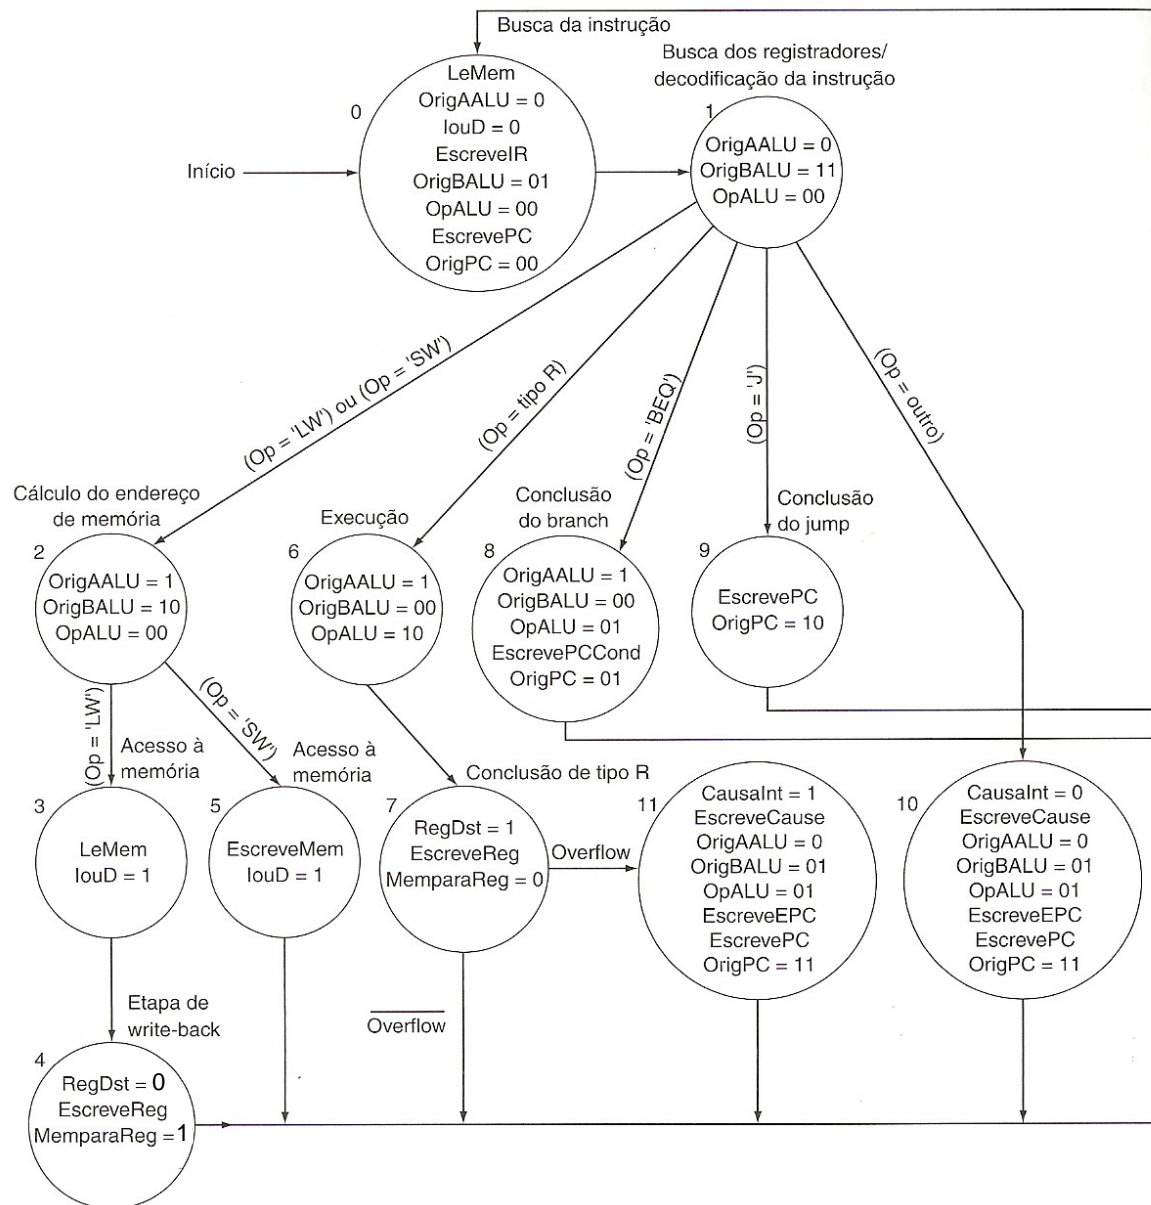 Busca da instrução
Busca dos registradores/
decodificação da instrução
Início
0
LeMem
OrigAALU = 0
IouD = 0
EscreveIR
OrigBALU = 01
OpALU = 00
EscrevePC
OrigPC = 00
1
OrigAALU = 0
OrigBALU = 11
OpALU = 00
(Op = 'LW') ou (Op = 'SW')
(Op = tipo R)
(Op = 'BEQ')
(Op = 'J')
(Op = outro)
Cálculo do endereço
de memória
2
OrigAALU = 1
OrigBALU = 10
OpALU = 00
Execução
6
OrigAALU = 1
OrigBALU = 00
OpALU = 10
Conclusão
do branch
8
OrigAALU = 1
OrigBALU = 00
OpALU = 01
EscrevePCCond
OrigPC = 01
Conclusão
do jump
9
EscrevePC
OrigPC = 10
(Op = 'LW')
(Op = 'SW')
Acesso à
memória
3
LeMem
IouD = 1
Acesso à
memória
5
EscreveMem
IouD = 1
Conclusão de tipo R
7
RegDst = 1
EscreveReg
MemparaReg = 0
Overflow
11
CausaInt = 1
EscreveCause
OrigAALU = 0
OrigBALU = 01
OpALU = 01
EscreveEPC
EscrevePC
OrigPC = 11
10
CausaInt = 0
EscreveCause
OrigAALU = 0
OrigBALU = 01
OpALU = 01
EscreveEPC
EscrevePC
OrigPC = 11
Etapa de
write-back
Overflow
4
RegDst = 0
EscreveReg
MemparaReg =1